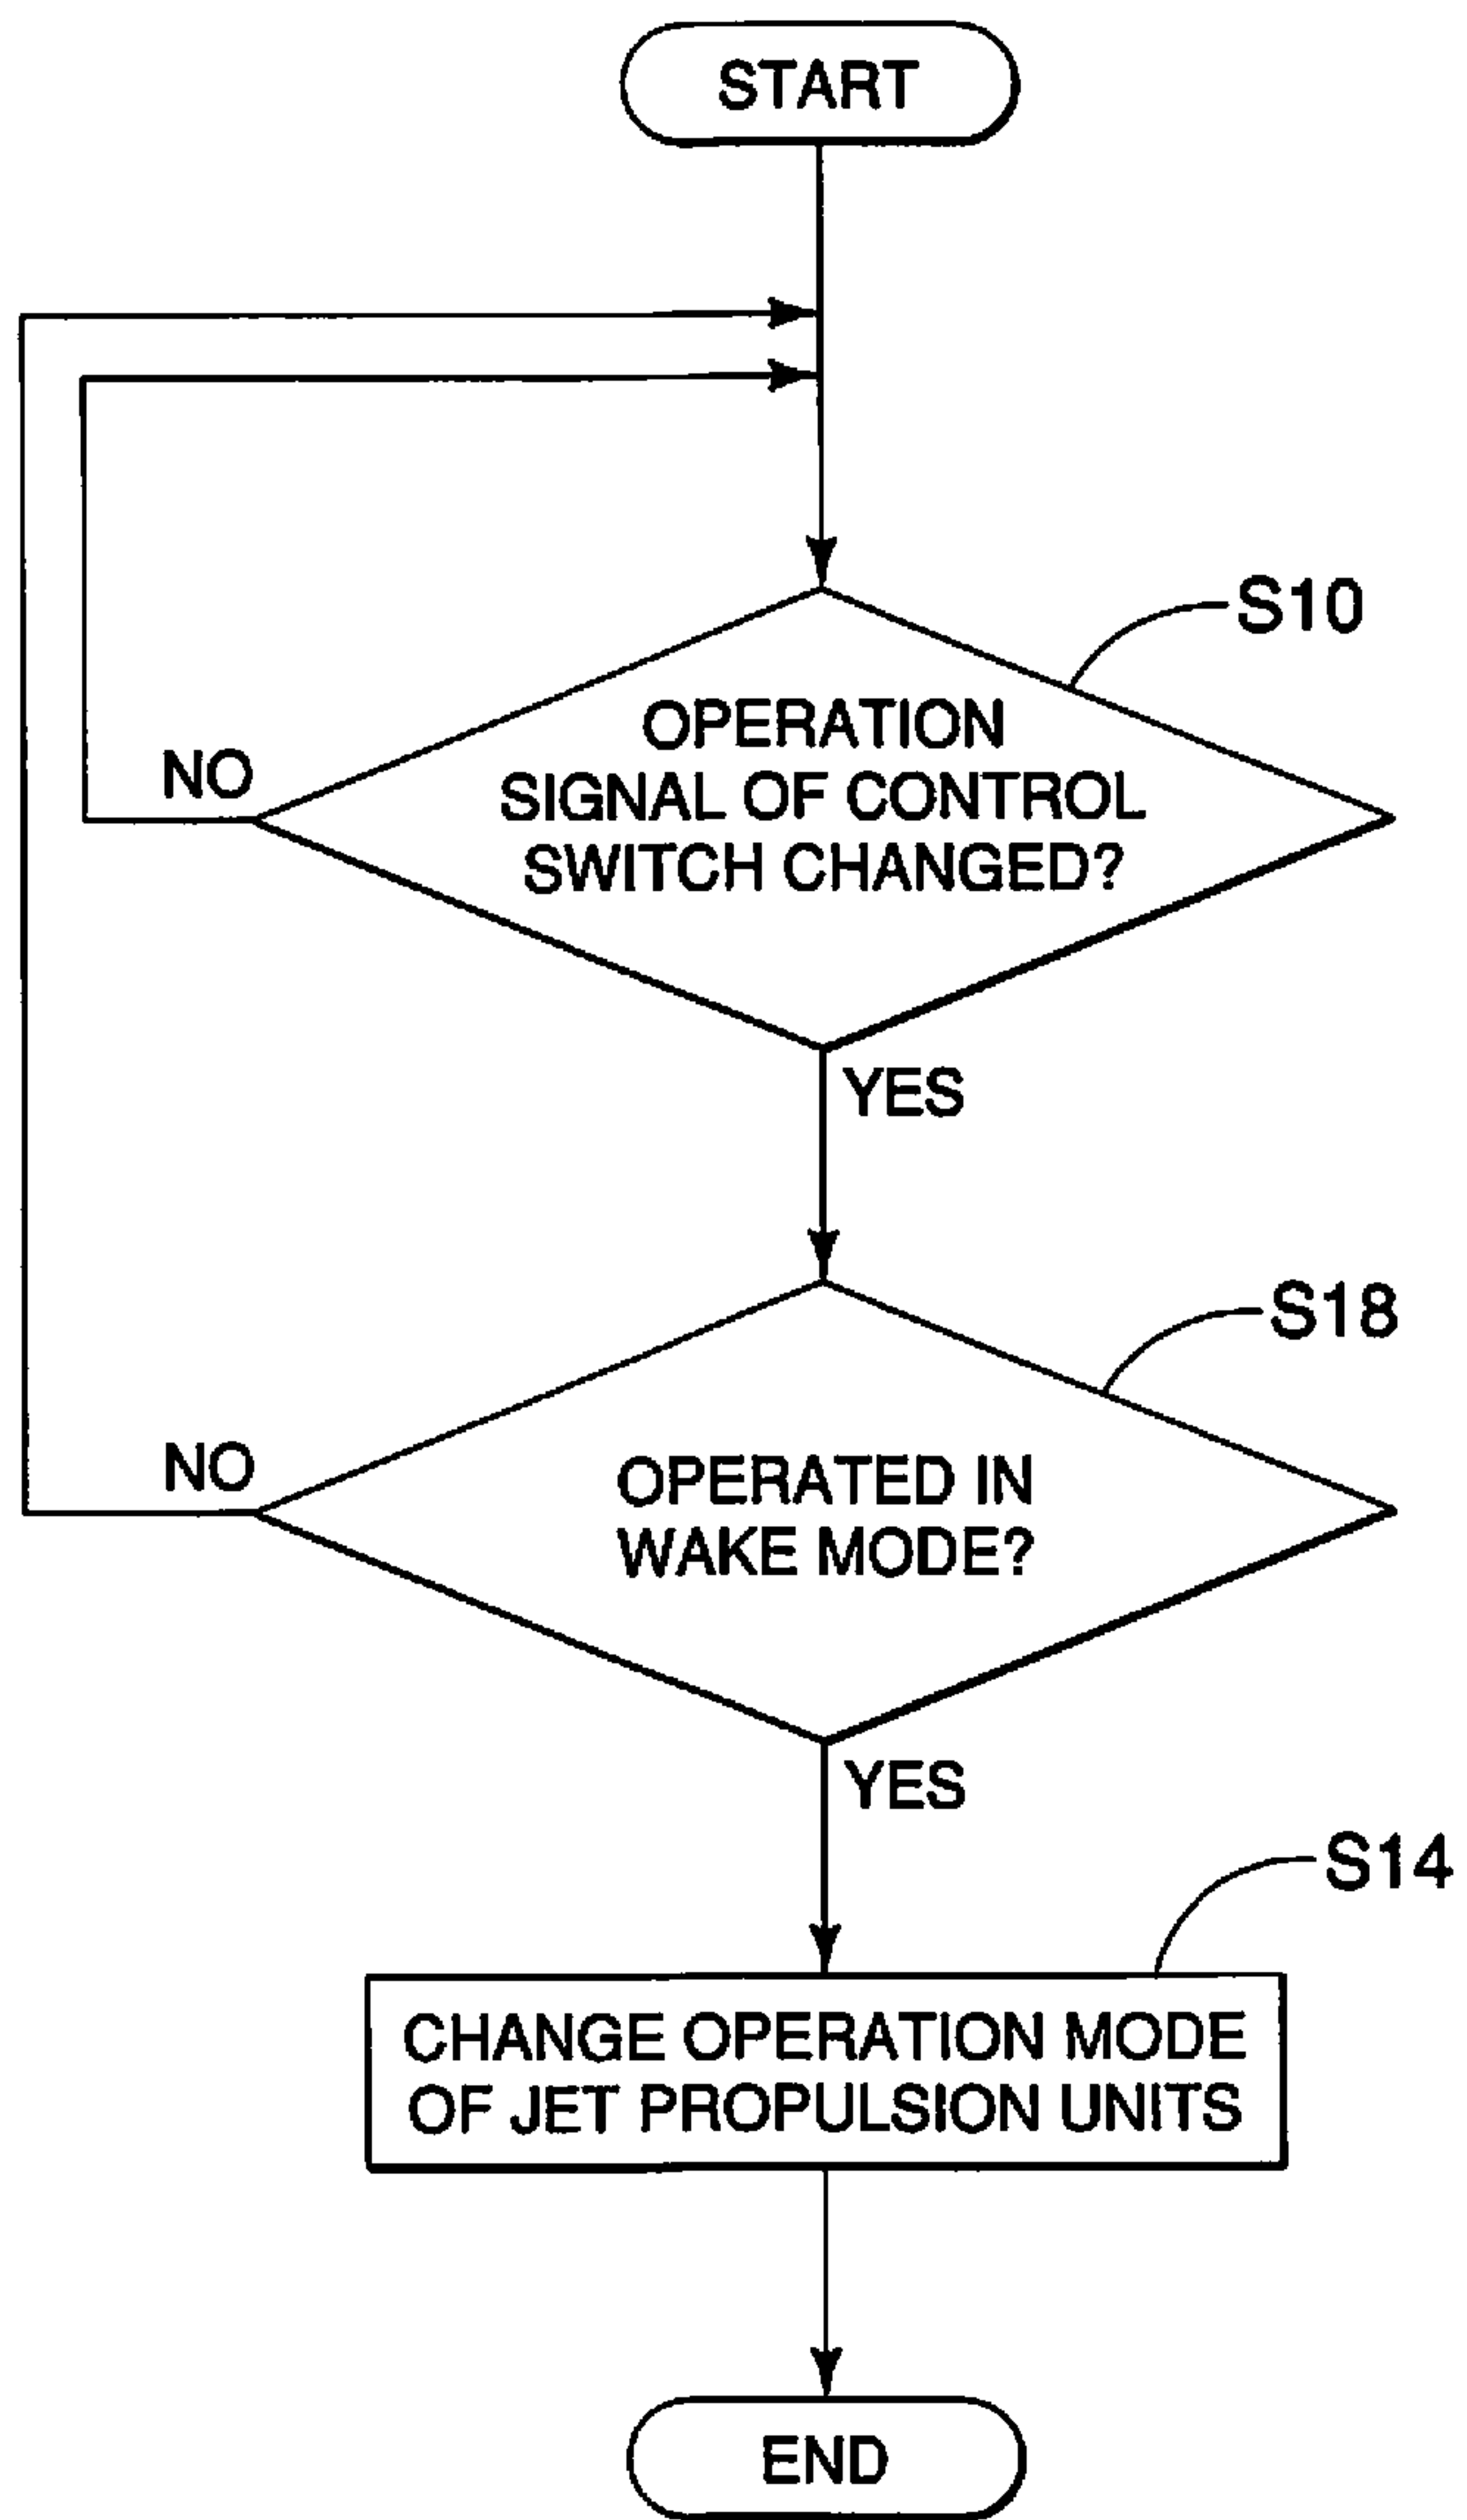 START
S10
OPERATION
SIGNAL OF CONTROL
SWITCH CHANGED?
NO
YES
S18
OPERATED IN
WAKE MODE?
NO
YES
S14
CHANGE OPERATION MODE
OF JET PROPULSION UNITS
END